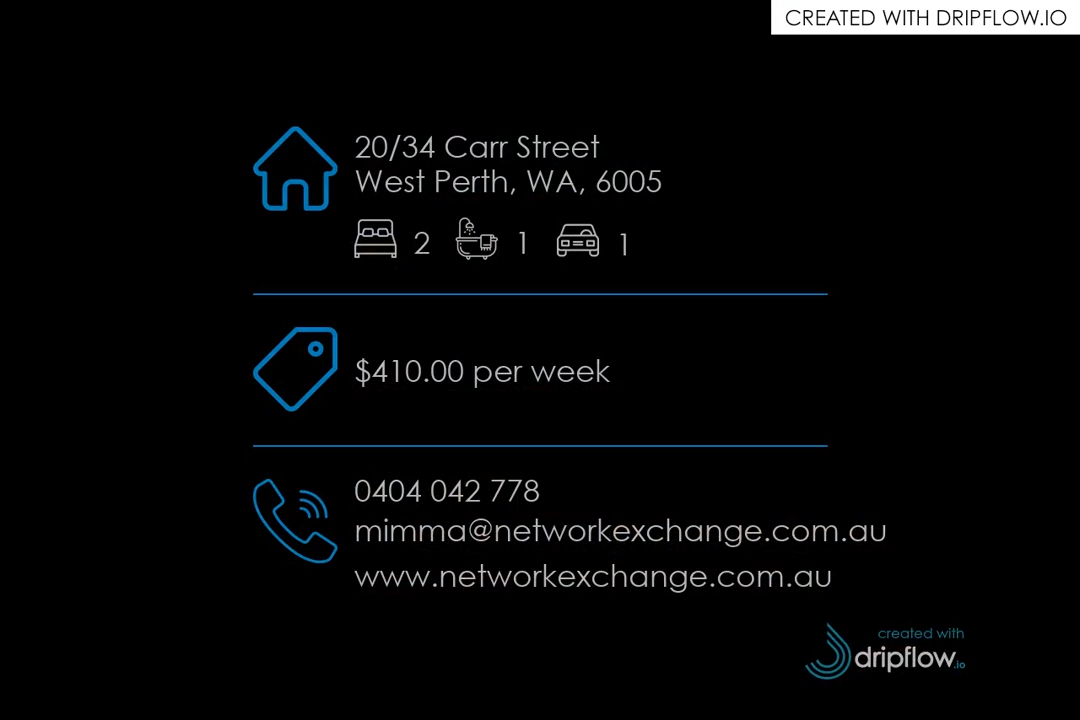 CREATED WITH DRIPFLOW.IO
20/34 Carr Street
West Perth, WA, 6005
2 1 1
$410.00 per week
0404 042 778
mimma@networkexchange.com.au
www.networkexchange.com.au
created with
dripflow.io